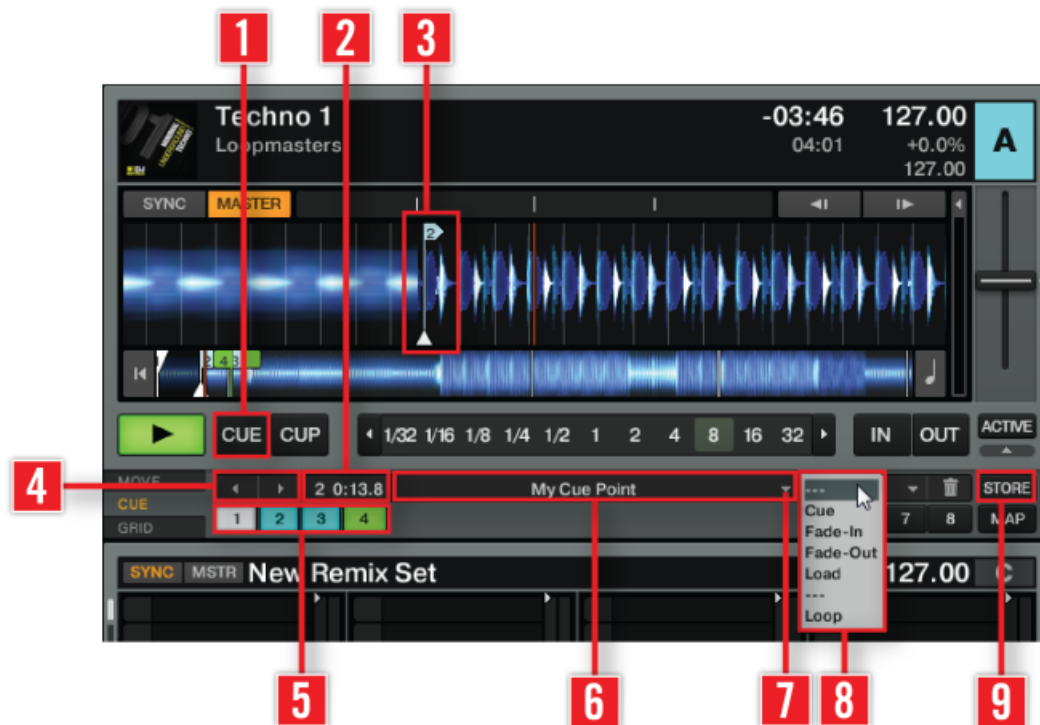 1 2 3
Techno 1 -03:46 127.00 A
Loopmasters 04:01 +0.0%
127.00
SYNC MASTER
2
2 4 3
CUE CUP 1/32 1/16 1/8 1/4 1/2 1 2 4 8 16 32 IN OUT ACTIVE
4 MOVE 2 0:13.8 My Cue Point --- STORE
CUE 1 2 3 4 Cue 7 8 MAP
GRID Fade-In
Fade-Out
SYNC MSTR New Remix Set Load 127.00 C
---
Loop
5 6 7 8 9